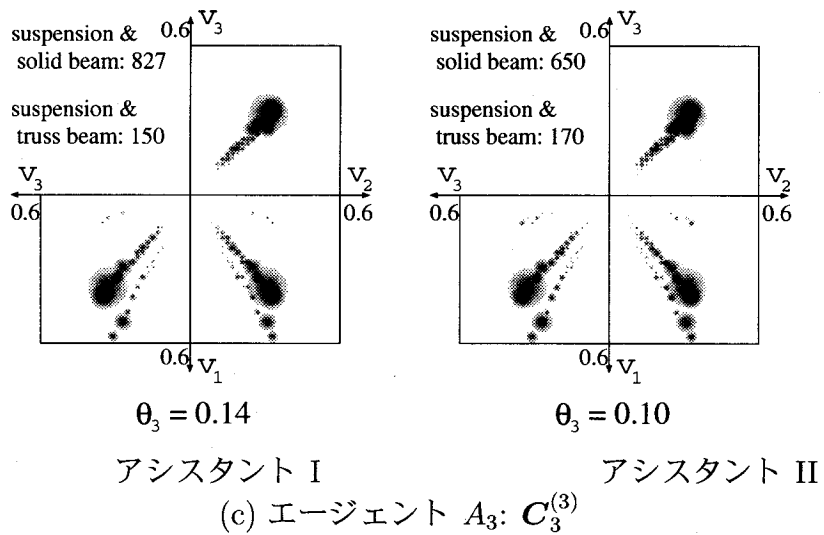 0.6
V3
suspension &
solid beam: 827
suspension &
truss beam: 150
V3
0.6
V2
0.6
0.6
V1
θ3 = 0.14
アシスタント I
0.6
V3
suspension &
solid beam: 650
suspension &
truss beam: 170
V3
0.6
V2
0.6
0.6
V1
θ3 = 0.10
アシスタント II
(c) エージェント A3: C3(3)